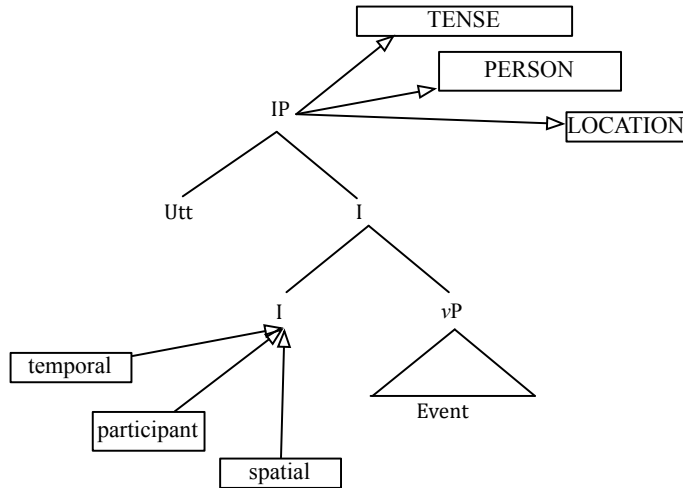 TENSE
PERSON
IP
LOCATION
Utt
I
I
vP
temporal
Event
participant
spatial